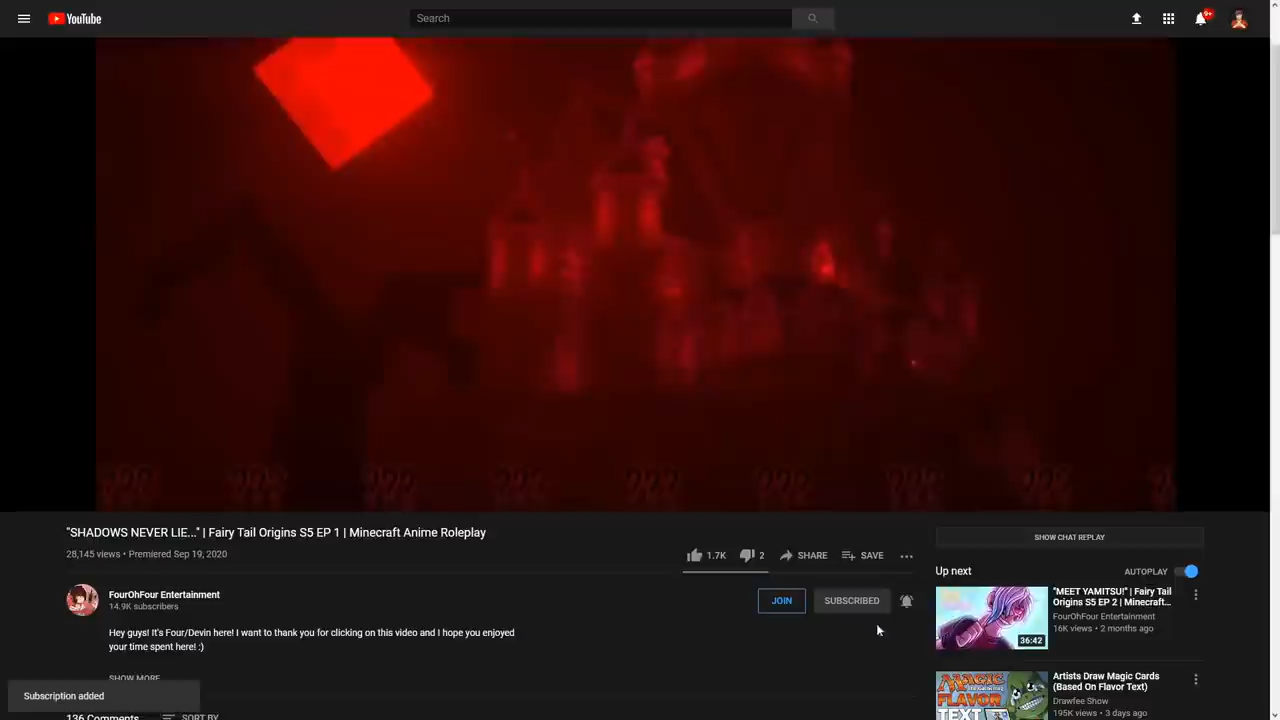 YouTube
Search
9+
"SHADOWS NEVER LIE..." | Fairy Tail Origins S5 EP 1 | Minecraft Anime Roleplay
28,145 views • Premiered Sep 19, 2020
1.7K
2
SHARE
SAVE
FourOhFour Entertainment
14.9K subscribers
JOIN
SUBSCRIBED
Hey guys! It's Four/Devin here! I want to thank you for clicking on this video and I hope you enjoyed
your time spent here! :)
SHOW MORE
Subscription added
136 Comments
SORT BY
SHOW CHAT REPLAY
Up next
AUTOPLAY
"MEET YAMITSU!" | Fairy Tail
Origins S5 EP 2 | Minecraft...
FourOhFour Entertainment
16K views • 2 months ago
36:42
Artists Draw Magic Cards
(Based On Flavor Text)
Drawfee Show
195K views • 3 days ago
MAGIC
FLAVOR
TEXT